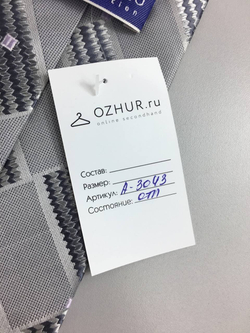 OZHUR.ru
online secondhand
Состав:
Размер:
Артикул: А-3043
Состояние: отл